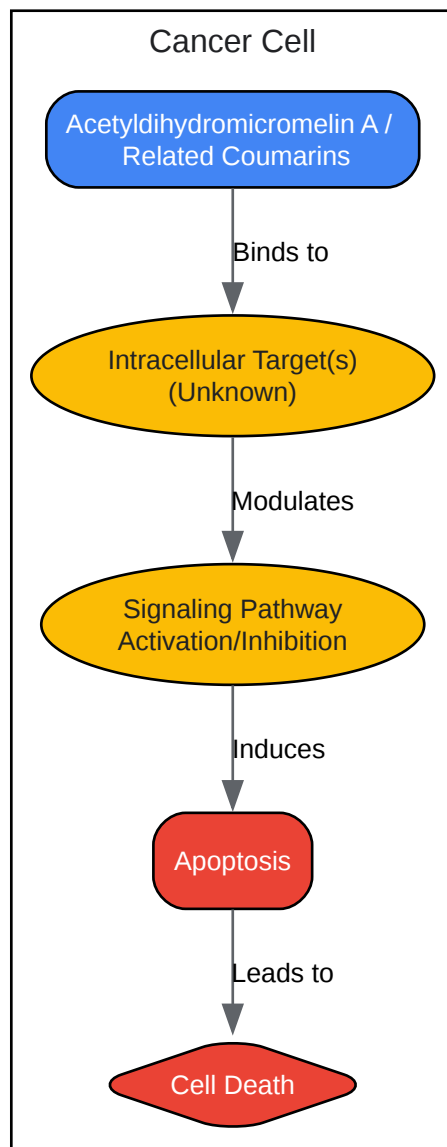 Cancer Cell
Acetyldihydromicromelin A /
Related Coumarins
Binds to
Intracellular Target(s)
(Unknown)
Modulates
Signaling Pathway
Activation/Inhibition
Induces
Apoptosis
Leads to
Cell Death